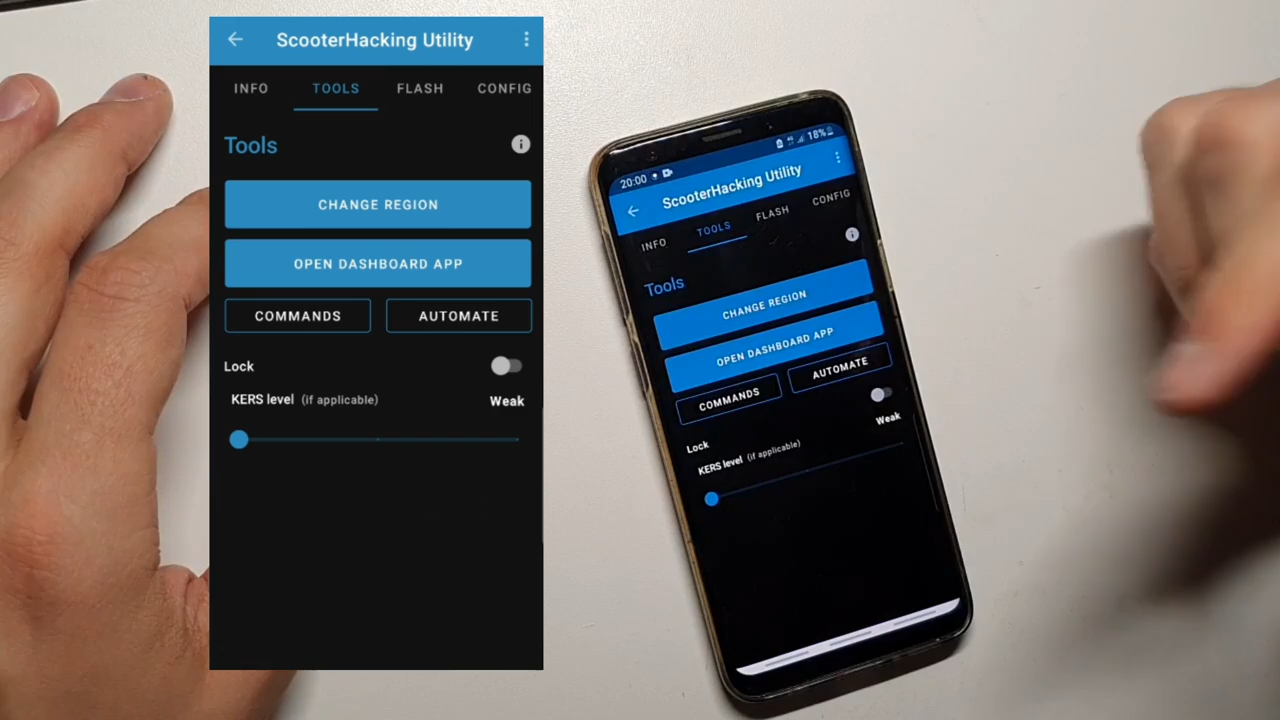 ScooterHacking Utility
INFO TOOLS FLASH CONFIG
Tools
CHANGE REGION
OPEN DASHBOARD APP
COMMANDS AUTOMATE
Lock
KERS level (if applicable) Weak
20:00 18%
ScooterHacking Utility
INFO TOOLS FLASH CONFIG
Tools
CHANGE REGION
OPEN DASHBOARD APP
COMMANDS AUTOMATE
Lock
KERS level (if applicable) Weak